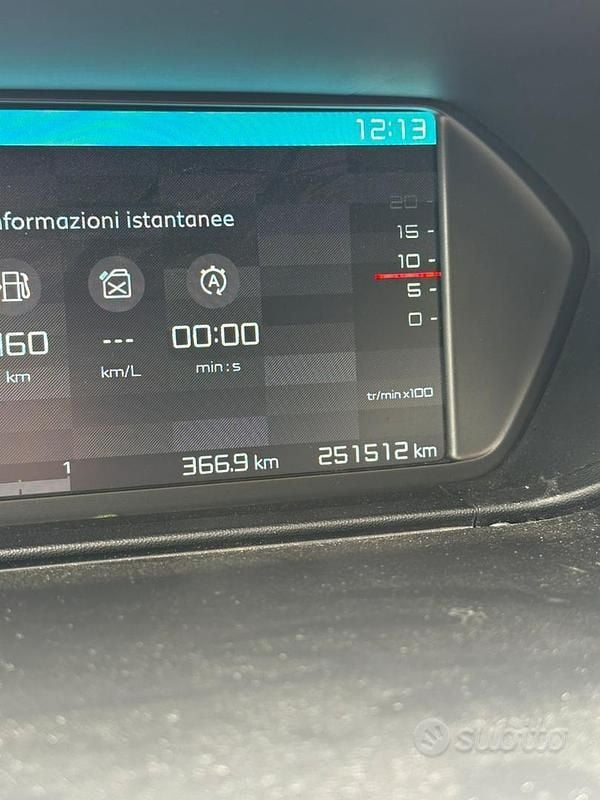 12:13
nformazioni istantanee
20 -
15 -
10 -
5 -
0 -
A
160 --- 00:00
km km/L min:s
tr/min x100
1 366.9 km 251512 km
subito